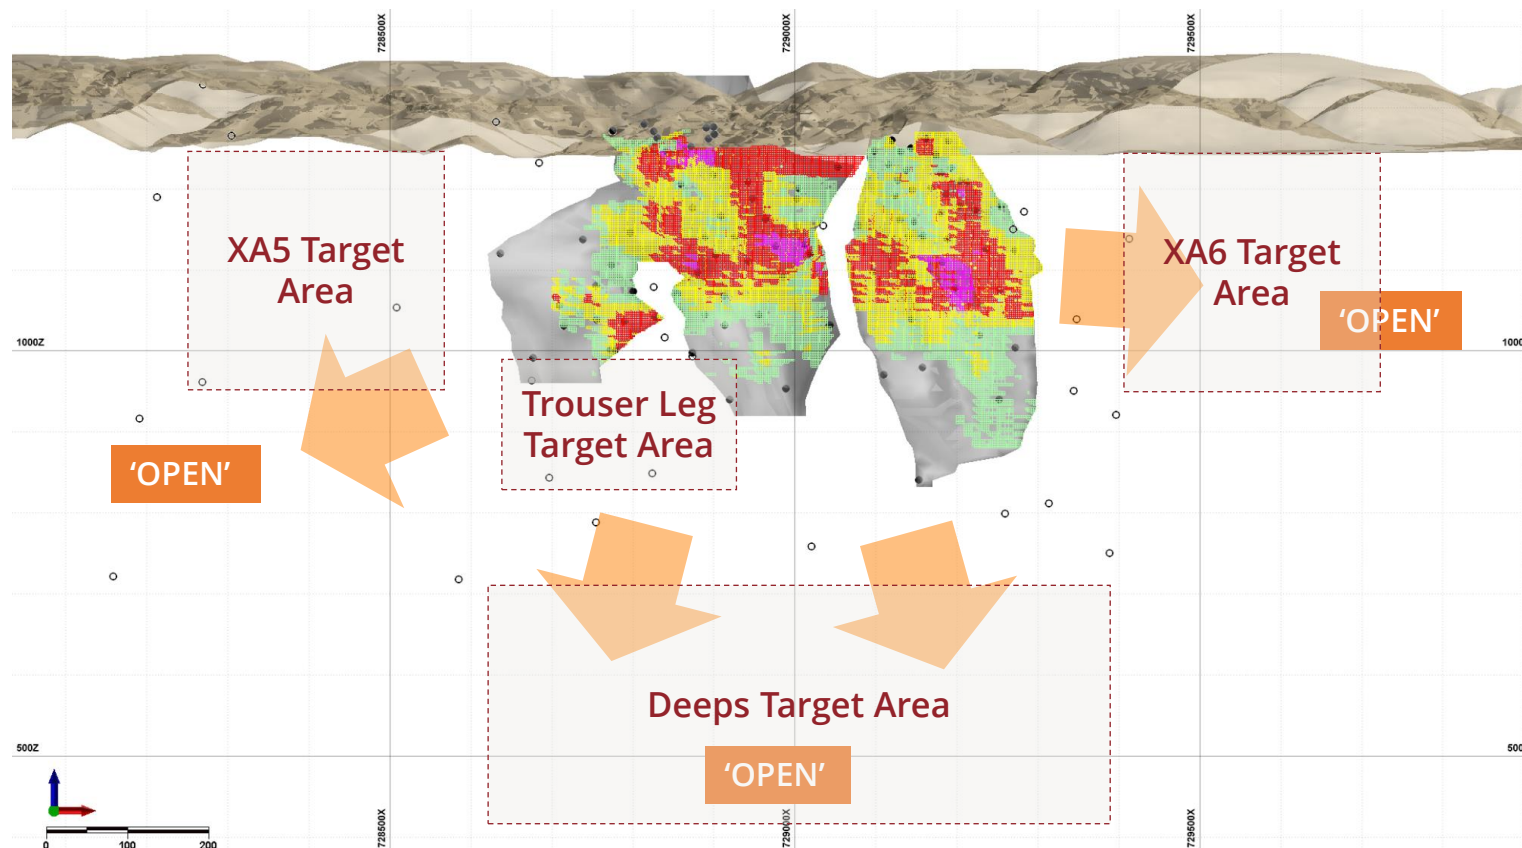 728500X
729000X
729500X
XA5 Target
Area
XA6 Target
Area
'OPEN'
1000Z
1000
Trouser Leg
Target Area
'OPEN'
Deeps Target Area
'OPEN'
500Z
500
728500X
729000X
729500X
0
100
200